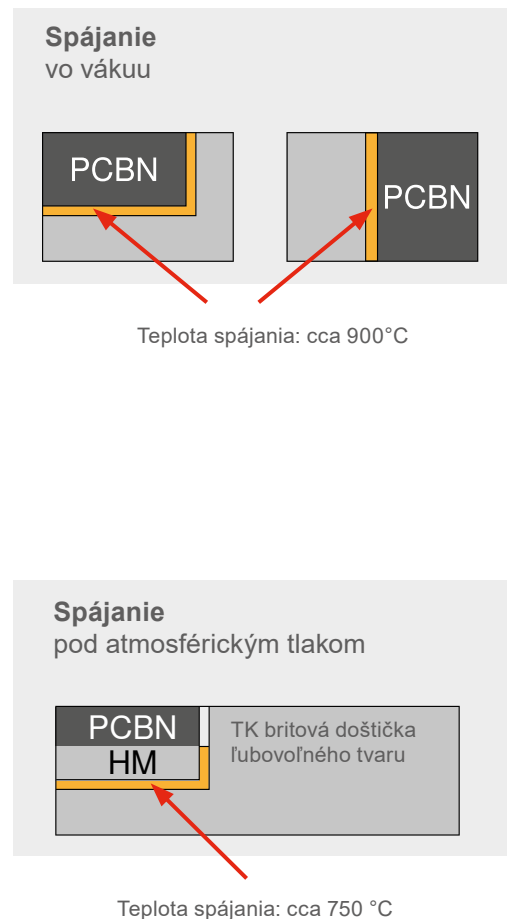 Spájanie
vo vákuu
PCBN
PCBN
Teplota spájania: cca 900°C
Spájanie
pod atmosférickým tlakom
PCBN
HM
TK britová doštička
ľubovoľného tvaru
Teplota spájania: cca 750 °C